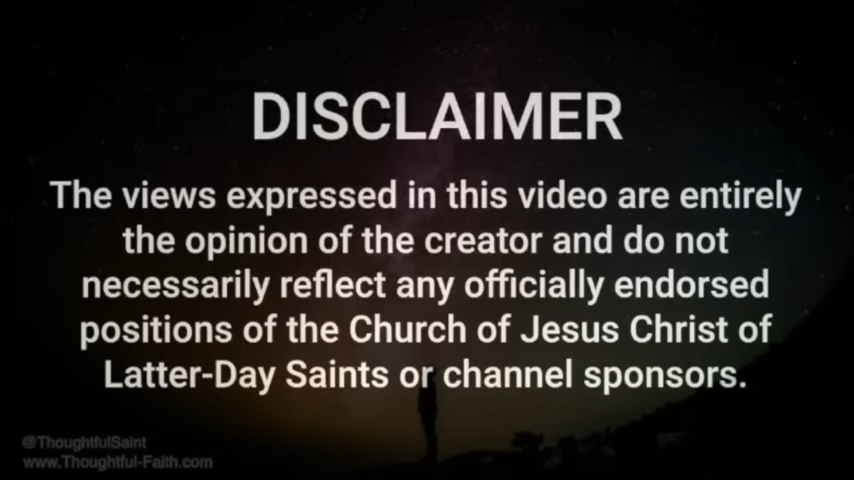 DISCLAIMER
The views expressed in this video are entirely
the opinion of the creator and do not
necessarily reflect any officially endorsed
positions of the Church of Jesus Christ of
Latter-Day Saints or channel sponsors.
@ThoughtfulSaint
www.Thoughtful-Faith.com